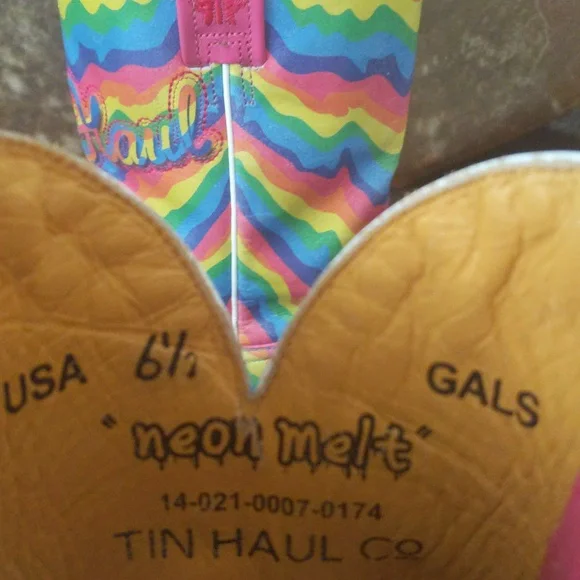 Haul
USA 6½ GALS
"neon melt"
14-021-0007-0174
TIN HAUL Co